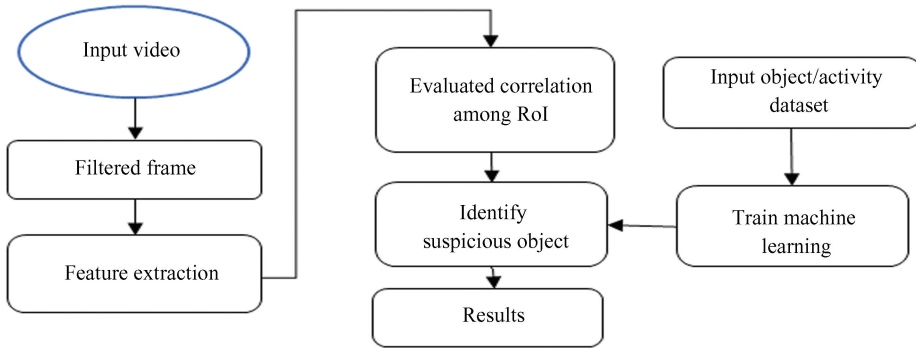 Input video
Filtered frame
Feature extraction
Evaluated correlation
among RoI
Identify
suspicious object
Results
Input object/activity
dataset
Train machine
learning